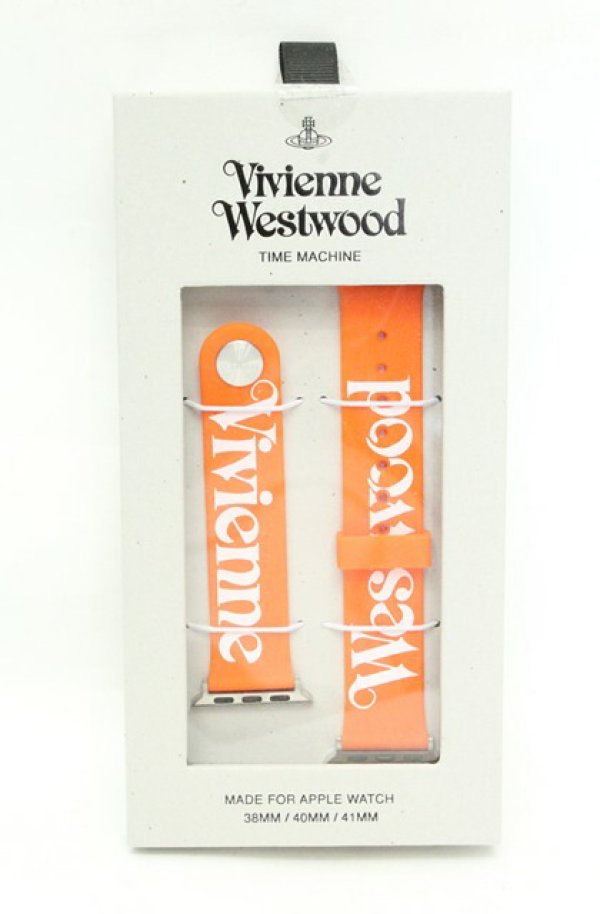 Vivienne
Westwood
TIME MACHINE
Vivienne
Westwood
MADE FOR APPLE WATCH
38MM / 40MM / 41MM